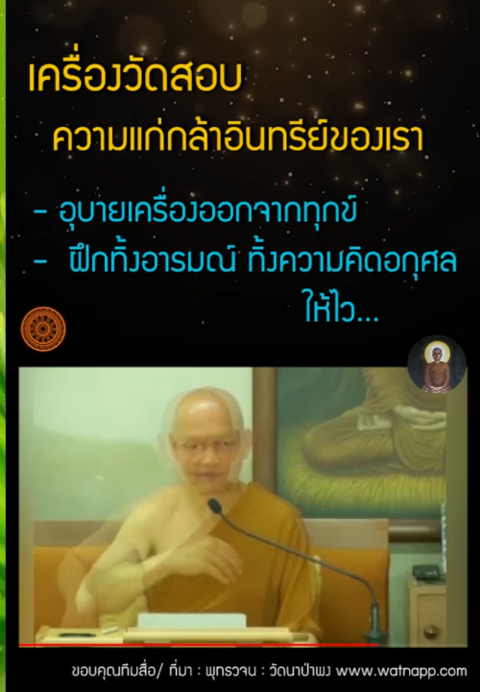 เครื่องวัดสอบ
ความแก่กล้าอินทรีย์ของเรา
- อุบายเครื่องออกจากทุกข์
- ฝึกทิ้งอารมณ์ ทิ้งความคิดอกุศล
ให้ไว...
ขอบคุณทีมสื่อ/ ที่มา : พุทธวจน : วัดนาป่าพง www.watnapp.com